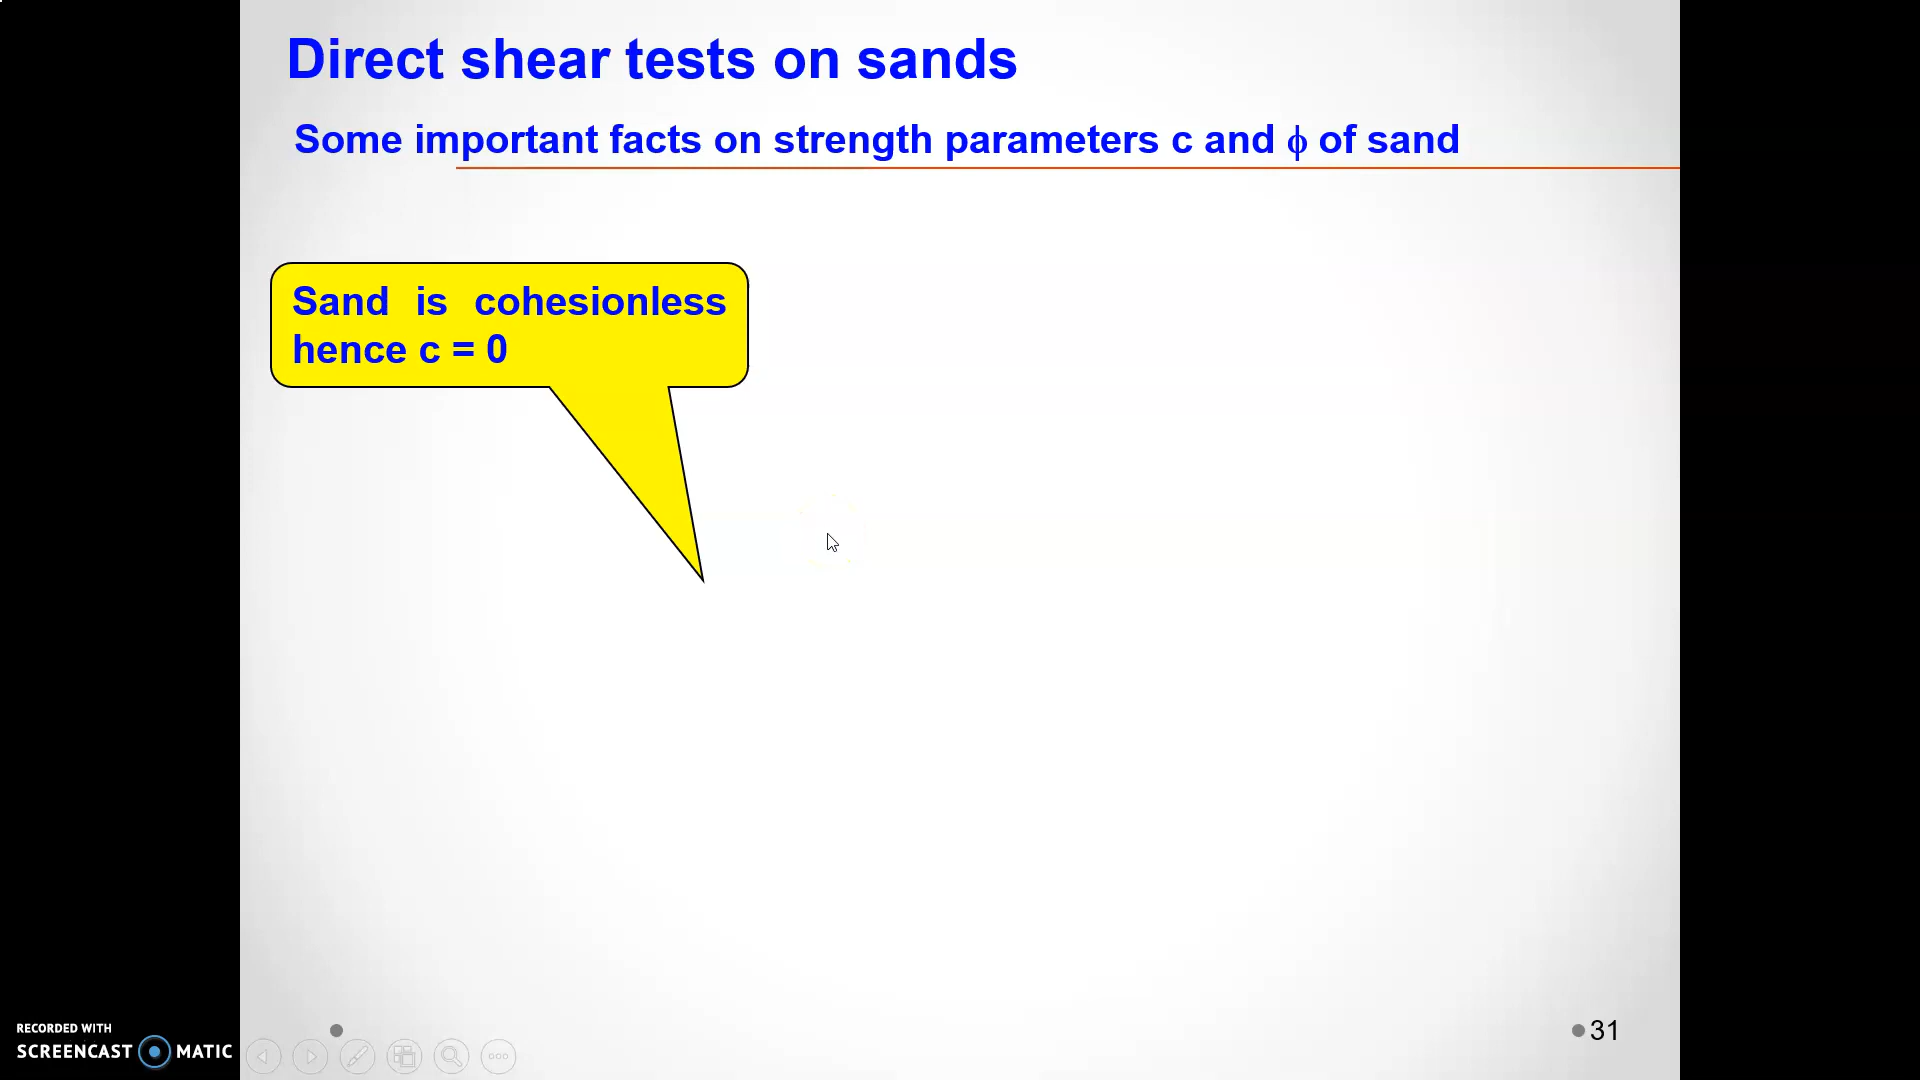 Direct shear tests on sands
Some important facts on strength parameters c and ϕ of sand
Sand is cohesionless
hence c = 0
31
RECORDED WITH
SCREENCAST MATIC